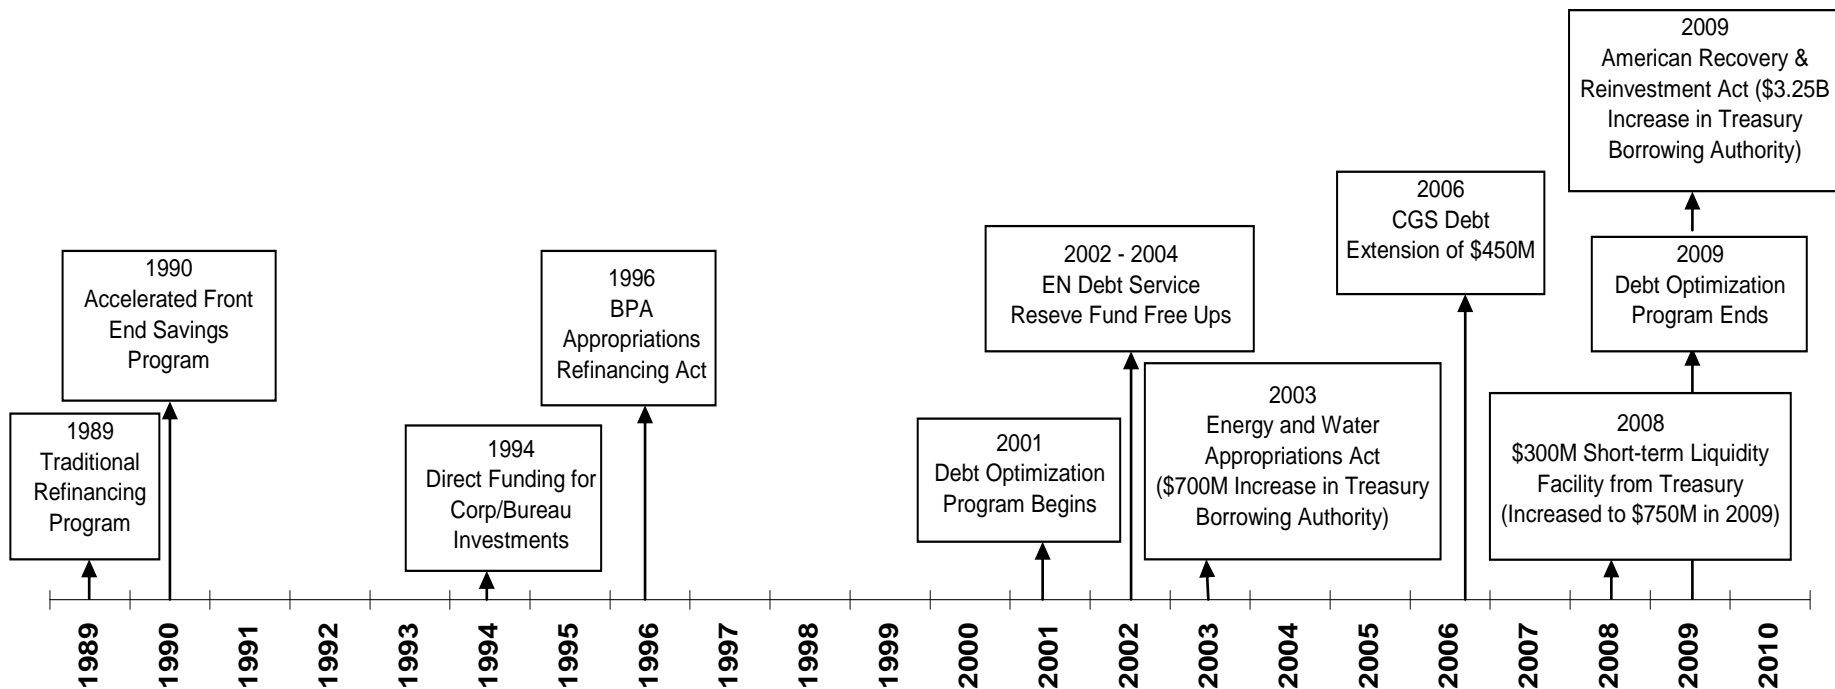 1989
Traditional
Refinancing
Program
1990
Accelerated Front
End Savings
Program
1994
Direct Funding for
Corp/Bureau
Investments
1996
BPA
Appropriations
Refinancing Act
2001
Debt Optimization
Program Begins
2002 - 2004
EN Debt Service
Reseve Fund Free Ups
2003
Energy and Water
Appropriations Act
($700M Increase in Treasury
Borrowing Authority)
2006
CGS Debt
Extension of $450M
2008
$300M Short-term Liquidity
Facility from Treasury
(Increased to $750M in 2009)
2009
Debt Optimization
Program Ends
2009
American Recovery &
Reinvestment Act ($3.25B
Increase in Treasury
Borrowing Authority)
1989
1990
1991
1992
1993
1994
1995
1996
1997
1998
1999
2000
2001
2002
2003
2004
2005
2006
2007
2008
2009
2010